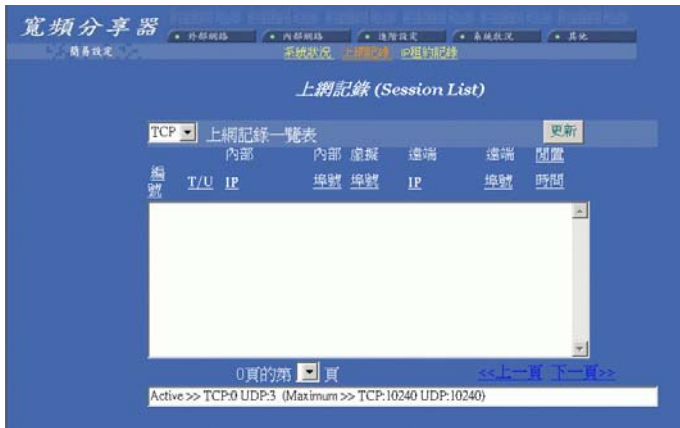 寬頻分享器
外部網路 內部網路 進階設定 系統狀況 其他
簡易設定
系統狀況 上網記錄 IP租約記錄
上網記錄 (Session List)
TCP 上網記錄一覽表 更新
內部 內部 虛擬 遠端 遠端 閒置
編號 T/U IP 埠號 埠號 IP 埠號 時間
0頁的第 頁 <<上一頁 下一頁>>
Active >> TCP:0 UDP:3 (Maximum >> TCP:10240 UDP:10240)